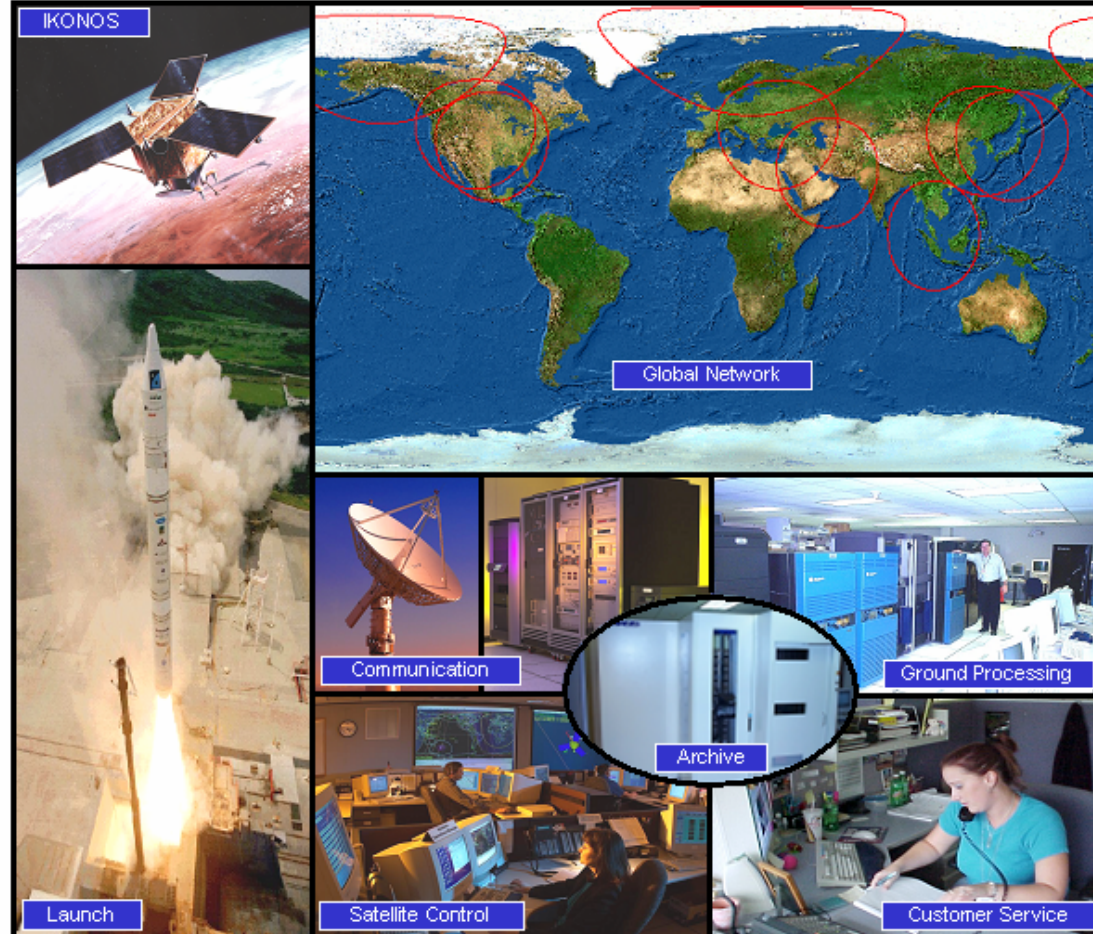 IKONOS
Global Network
Communication
Ground Processing
Archive
Launch
Satellite Control
Customer Service